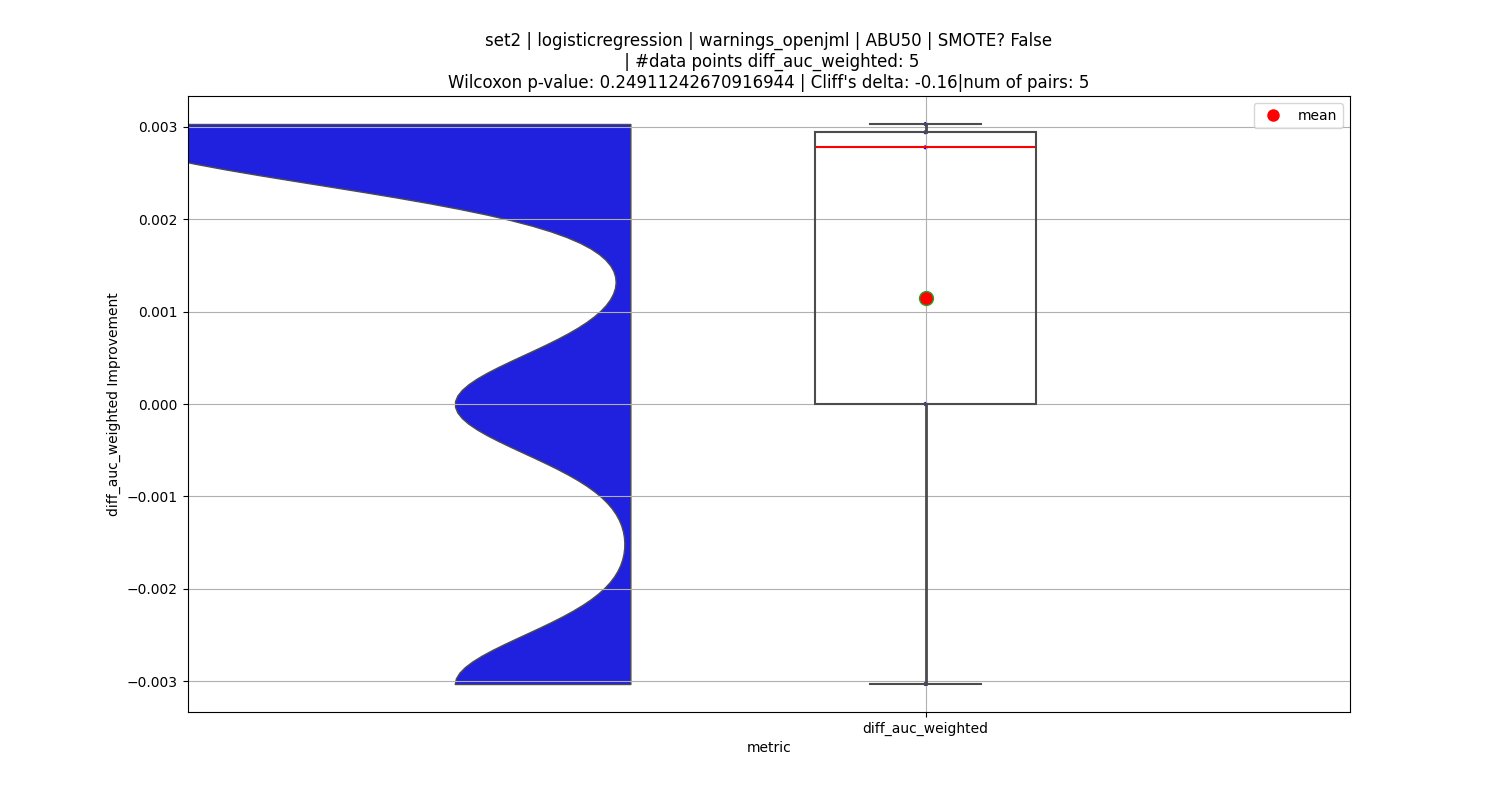 set2 | logisticregression | warnings_openjml | ABU50 | SMOTE? False
| #data points diff_auc_weighted: 5
Wilcoxon p-value: 0.24911242670916944 | Cliff's delta: -0.16|num of pairs: 5
mean
0.003
0.002
0.001
0.000
−0.001
−0.002
−0.003
diff_auc_weighted Improvement
diff_auc_weighted
metric